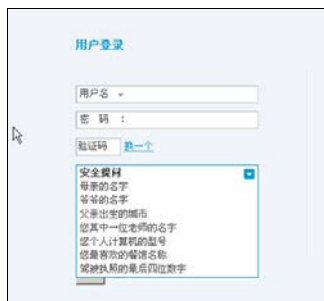 用户登录
用户名
密 码 :
验证码 换一个
安全提问
母亲的名字
爷爷的名字
父亲出生的城市
您其中一位老师的名字
您个人计算机的型号
您最喜欢的餐馆名称
驾驶执照的最后四位数字